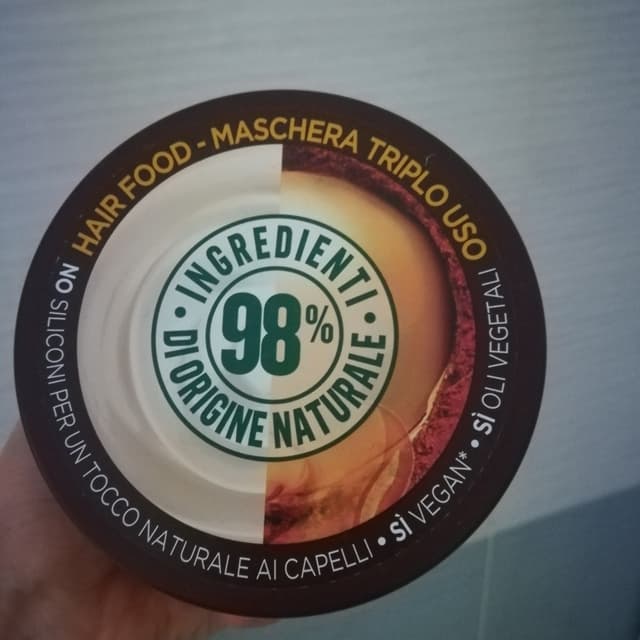 HAIR FOOD - MASCHERA TRIPLO USO
• INGREDIENTI •
98%
DI ORIGINE NATURALE
NO SILICONI PER UN TOCCO NATURALE AI CAPELLI • SÌ VEGAN* • SÌ OLI VEGETALI